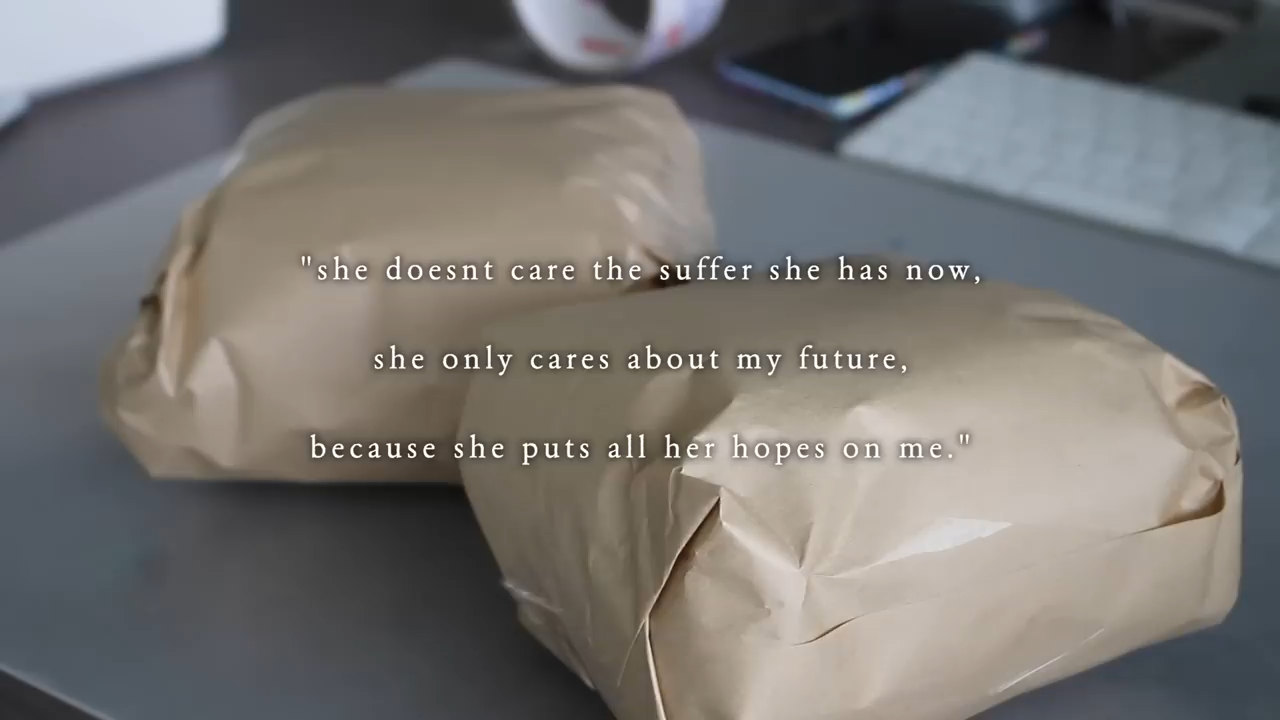 "she doesnt care the suffer she has now,
she only cares about my future,
because she puts all her hopes on me."